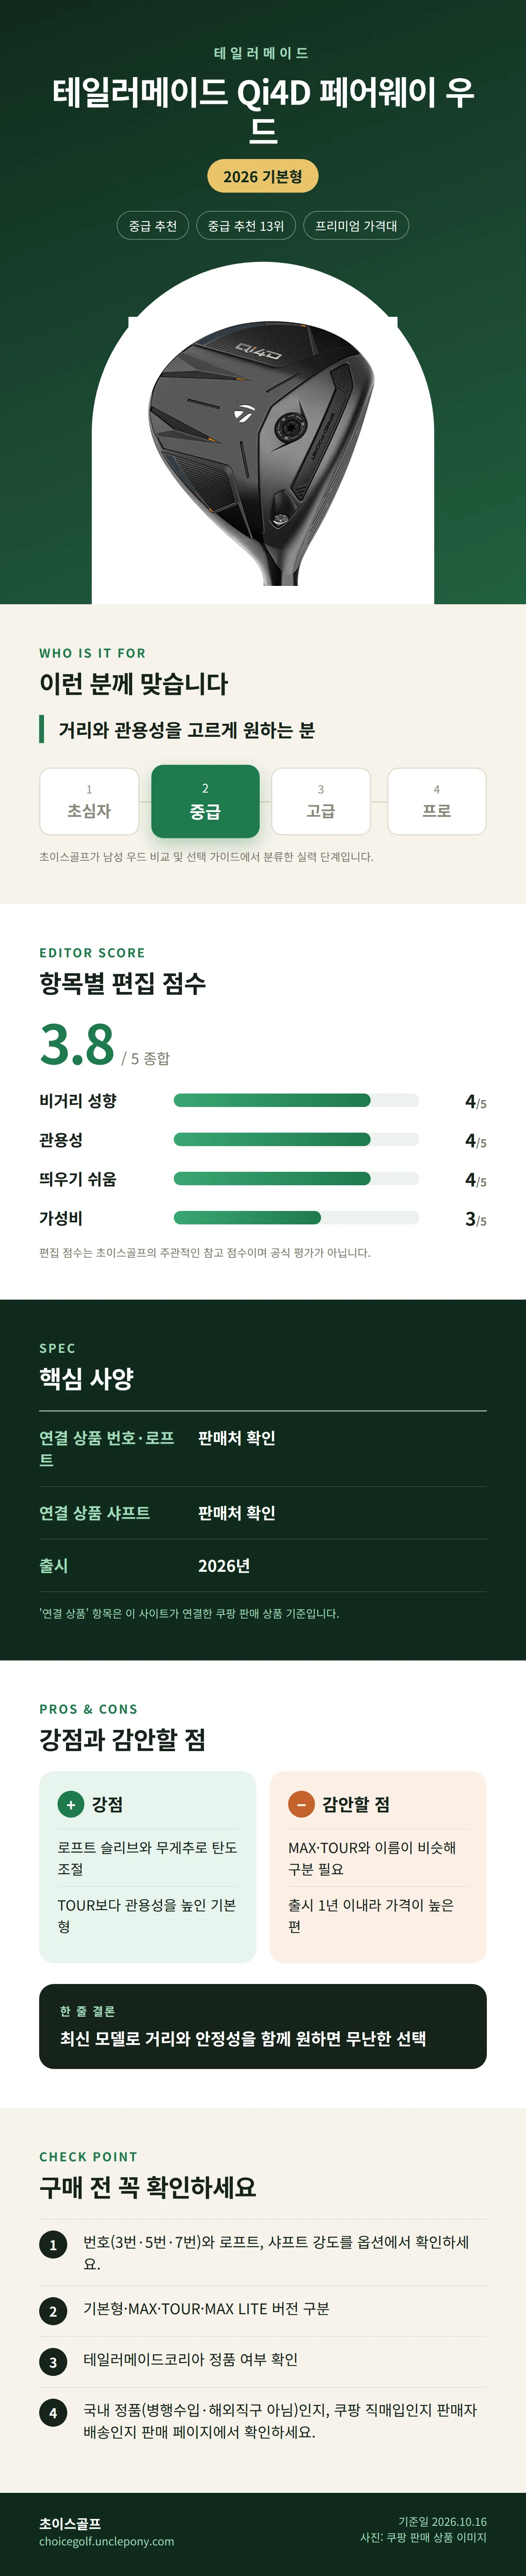 테일러메이드
테일러메이드 Qi4D 페어웨이 우
드
2026 기본형
중급 추천
중급 추천 13위
프리미엄 가격대
Qi4D
SPEED POCKET
WHO IS IT FOR
이런 분께 맞습니다
거리와 관용성을 고르게 원하는 분
1
초심자
2
중급
3
고급
4
프로
초이스골프가 남성 우드 비교 및 선택 가이드에서 분류한 실력 단계입니다.
EDITOR SCORE
항목별 편집 점수
3.8 / 5 종합
비거리 성향 4/5
관용성 4/5
띄우기 쉬움 4/5
가성비 3/5
편집 점수는 초이스골프의 주관적인 참고 점수이며 공식 평가가 아닙니다.
SPEC
핵심 사양
연결 상품 번호·로프 판매처 확인
트
연결 상품 샤프트 판매처 확인
출시 2026년
'연결 상품' 항목은 이 사이트가 연결한 쿠팡 판매 상품 기준입니다.
PROS & CONS
강점과 감안할 점
+ 강점
로프트 슬리브와 무게추로 탄도
조절
TOUR보다 관용성을 높인 기본
형
− 감안할 점
MAX·TOUR와 이름이 비슷해
구분 필요
출시 1년 이내라 가격이 높은
편
한 줄 결론
최신 모델로 거리와 안정성을 함께 원하면 무난한 선택
CHECK POINT
구매 전 꼭 확인하세요
1 번호(3번·5번·7번)와 로프트, 샤프트 강도를 옵션에서 확인하세
요.
2 기본형·MAX·TOUR·MAX LITE 버전 구분
3 테일러메이드코리아 정품 여부 확인
4 국내 정품(병행수입·해외직구 아님)인지, 쿠팡 직매입인지 판매자
배송인지 판매 페이지에서 확인하세요.
초이스골프
choicegolf.unclepony.com
기준일 2026.10.16
사진: 쿠팡 판매 상품 이미지